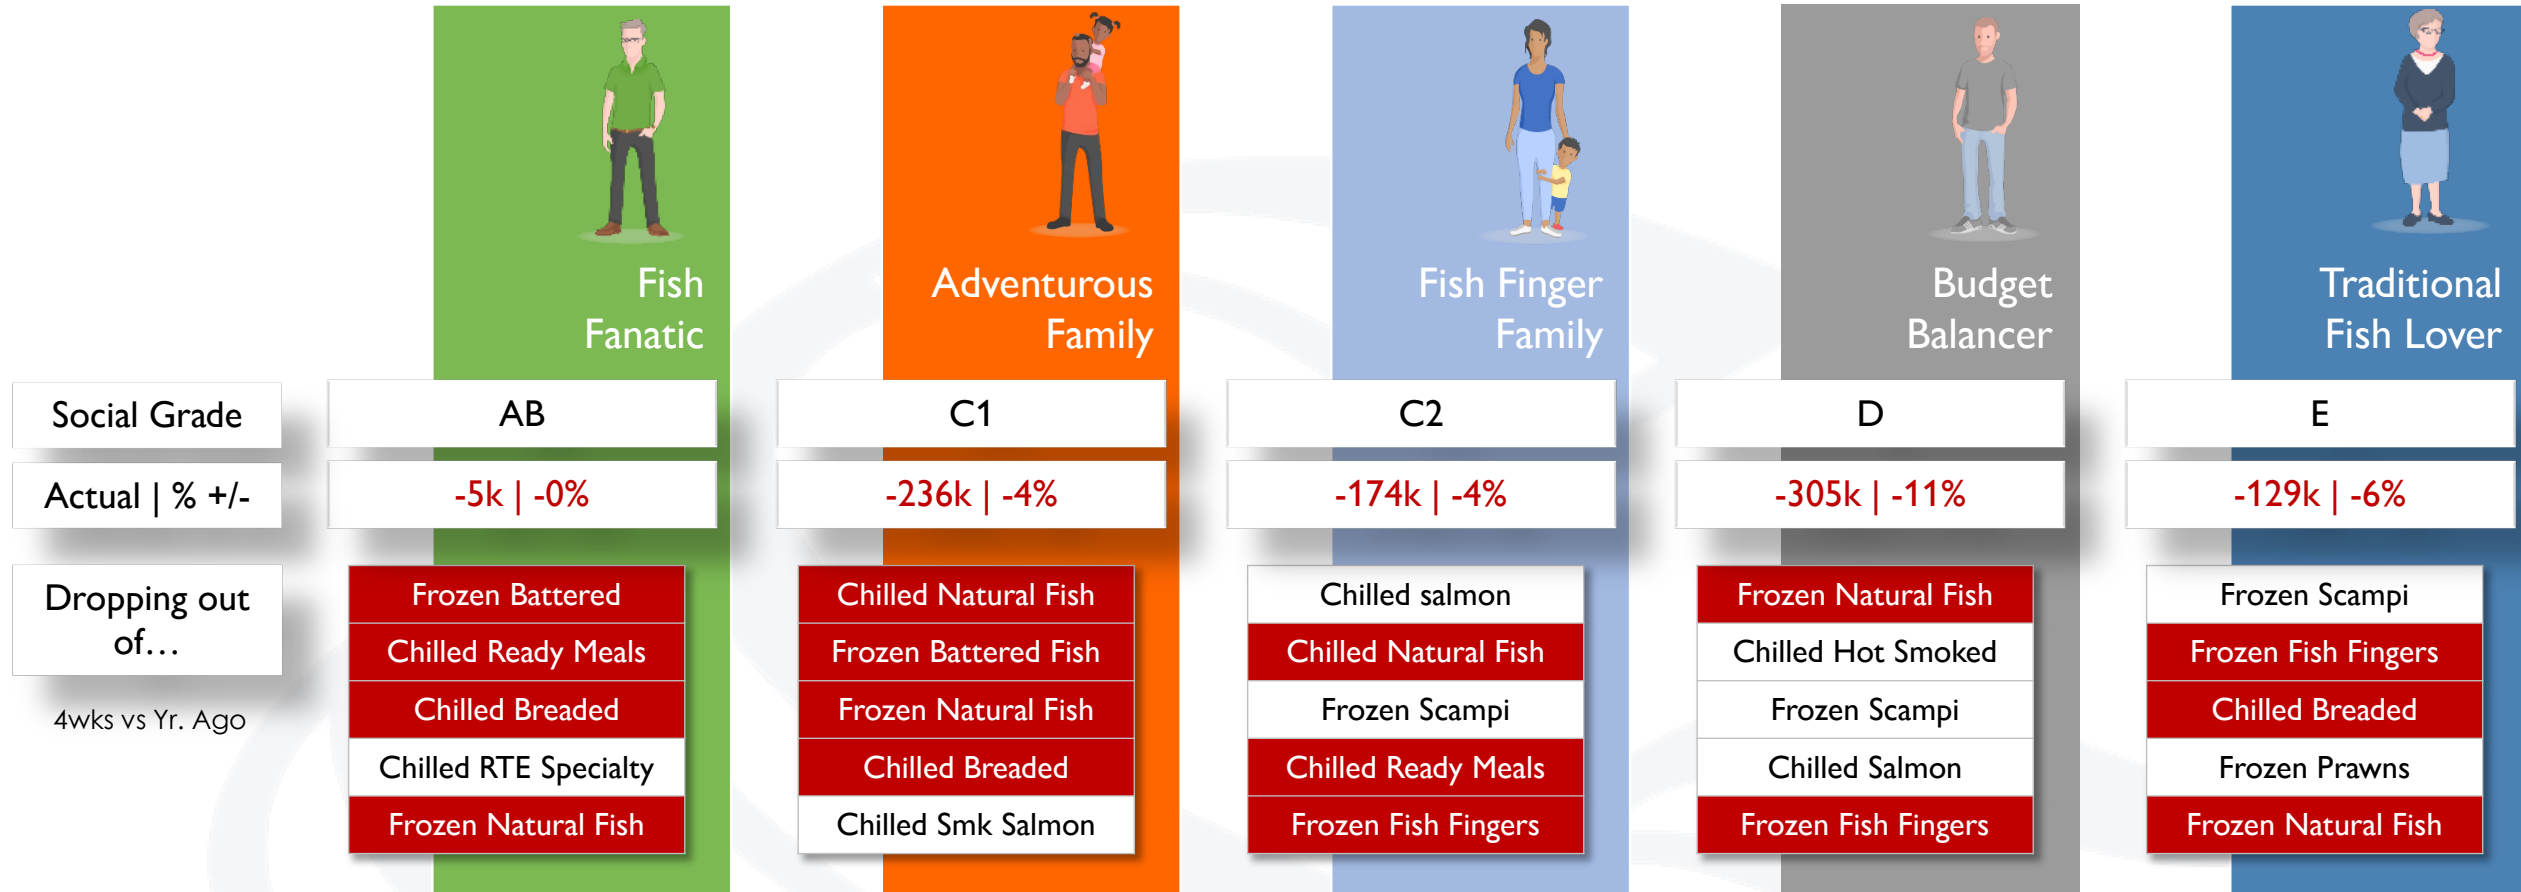 Fish
Fanatic
Adventurous
Family
Fish Finger
Family
Budget
Balancer
Traditional
Fish Lover
Social Grade
AB
C1
C2
D
E
Actual | % +/-
-5k | -0%
-236k | -4%
-174k | -4%
-305k | -11%
-129k | -6%
Dropping out
of…
4wks vs Yr. Ago
Frozen Battered
Chilled Ready Meals
Chilled Breaded
Chilled RTE Specialty
Frozen Natural Fish
Chilled Natural Fish
Frozen Battered Fish
Frozen Natural Fish
Chilled Breaded
Chilled Smk Salmon
Chilled salmon
Chilled Natural Fish
Frozen Scampi
Chilled Ready Meals
Frozen Fish Fingers
Frozen Natural Fish
Chilled Hot Smoked
Frozen Scampi
Chilled Salmon
Frozen Fish Fingers
Frozen Scampi
Frozen Fish Fingers
Chilled Breaded
Frozen Prawns
Frozen Natural Fish